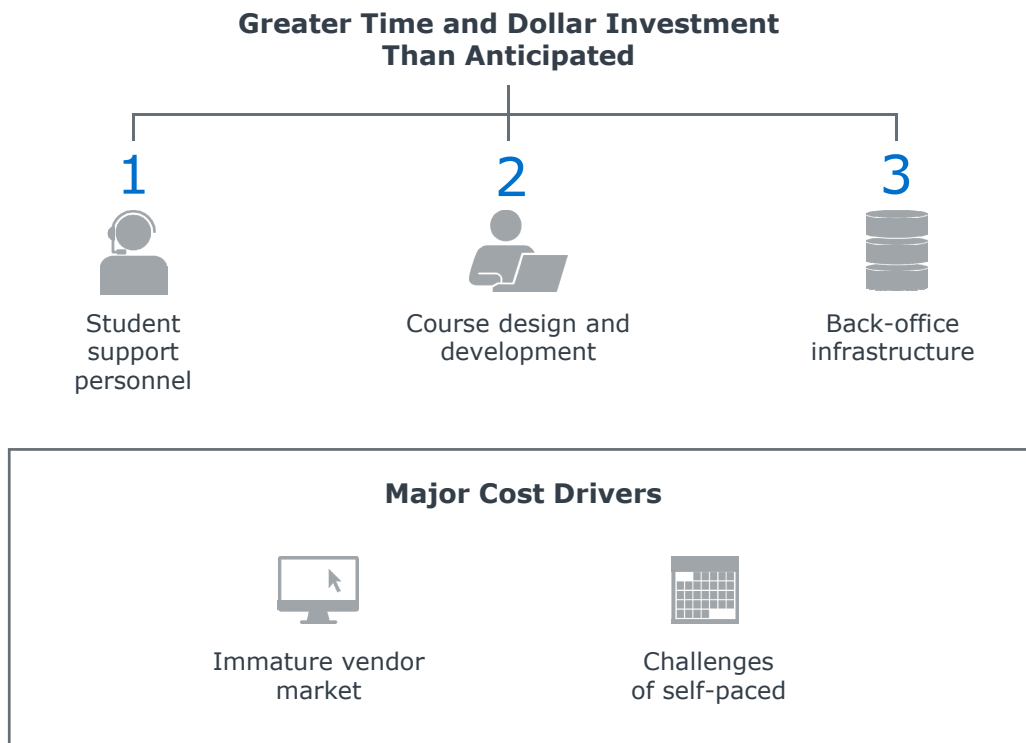 Greater Time and Dollar Investment
Than Anticipated
1
2
3
Student
support
personnel
Course design and
development
Back-office
infrastructure
Major Cost Drivers
Immature vendor
market
Challenges
of self-paced